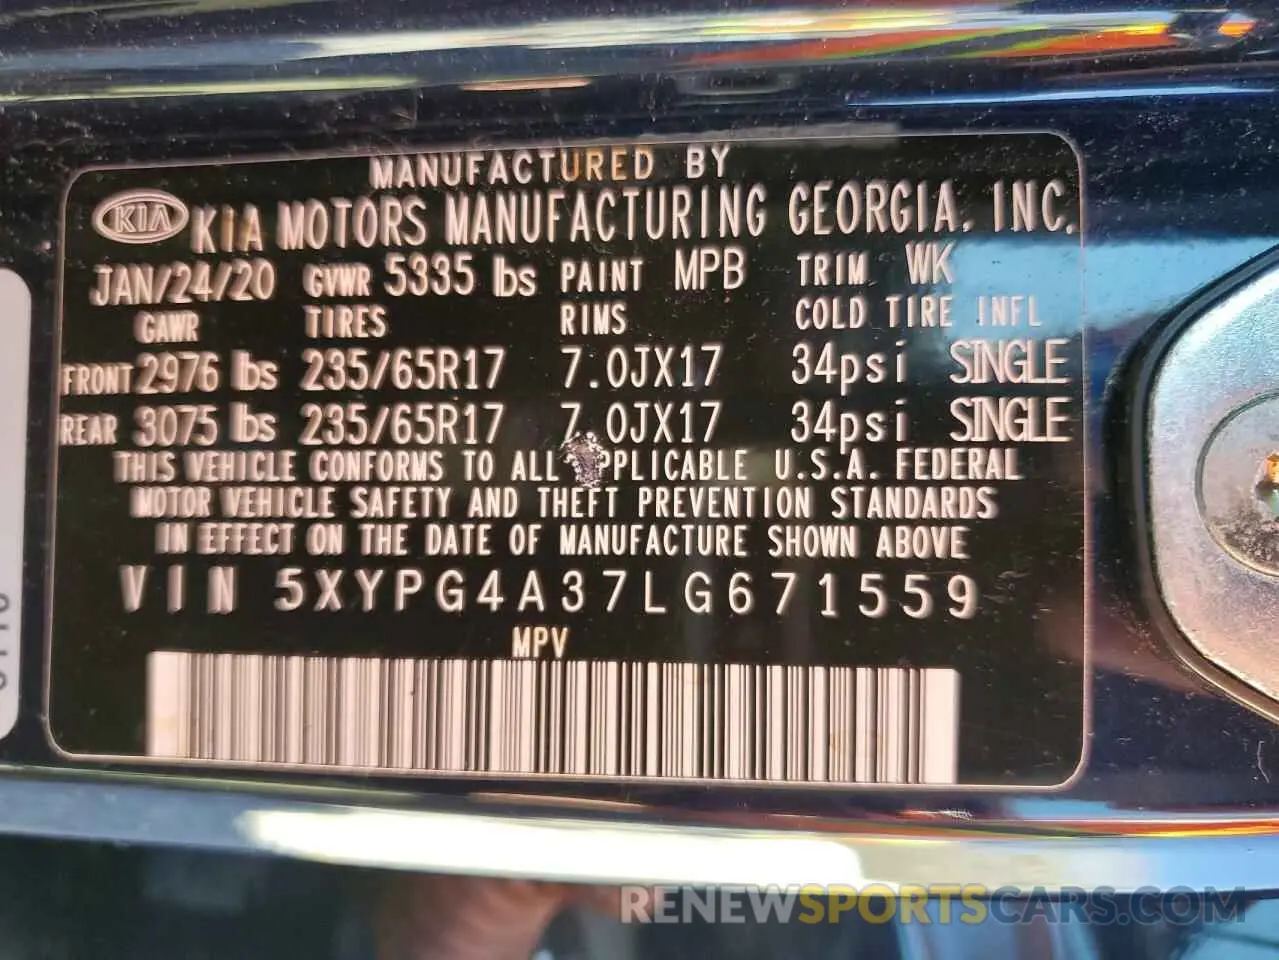 MANUFACTURED BY
KIA KIA MOTORS MANUFACTURING GEORGIA, INC.
JAN/24/20 GVWR 5335 lbs PAINT MPB TRIM WK
GAWR TIRES RIMS COLD TIRE INFL
FRONT 2976 lbs 235/65R17 7.0JX17 34psi SINGLE
REAR 3075 lbs 235/65R17 7.0JX17 34psi SINGLE
THIS VEHICLE CONFORMS TO ALL APPLICABLE U.S.A. FEDERAL
MOTOR VEHICLE SAFETY AND THEFT PREVENTION STANDARDS
IN EFFECT ON THE DATE OF MANUFACTURE SHOWN ABOVE
VIN 5XYPG4A37LG671559
MPV
RENEWSPORTSCARS.COM